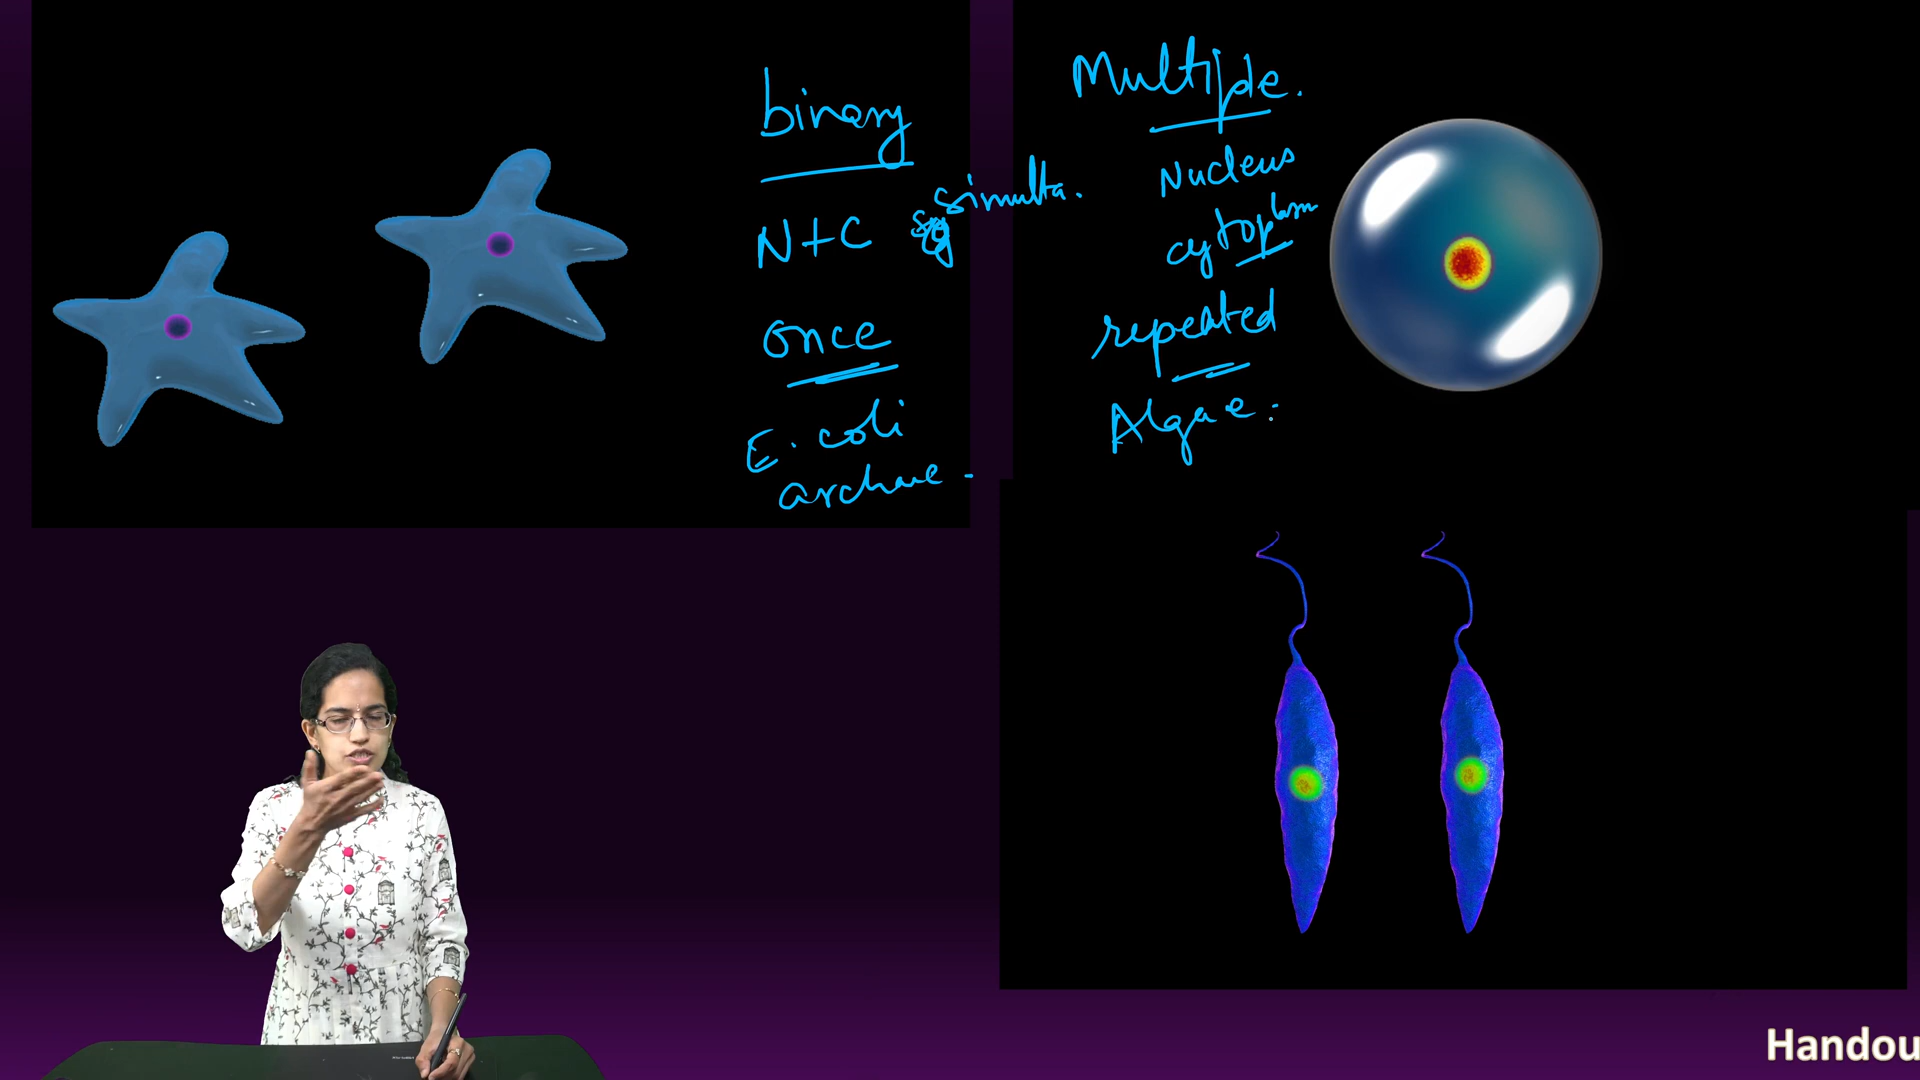 binary
N+C simulta.
once
E. coli
archae -
Multiple.
Nucleus
cytoplasm
repeated
Algae:
Handou